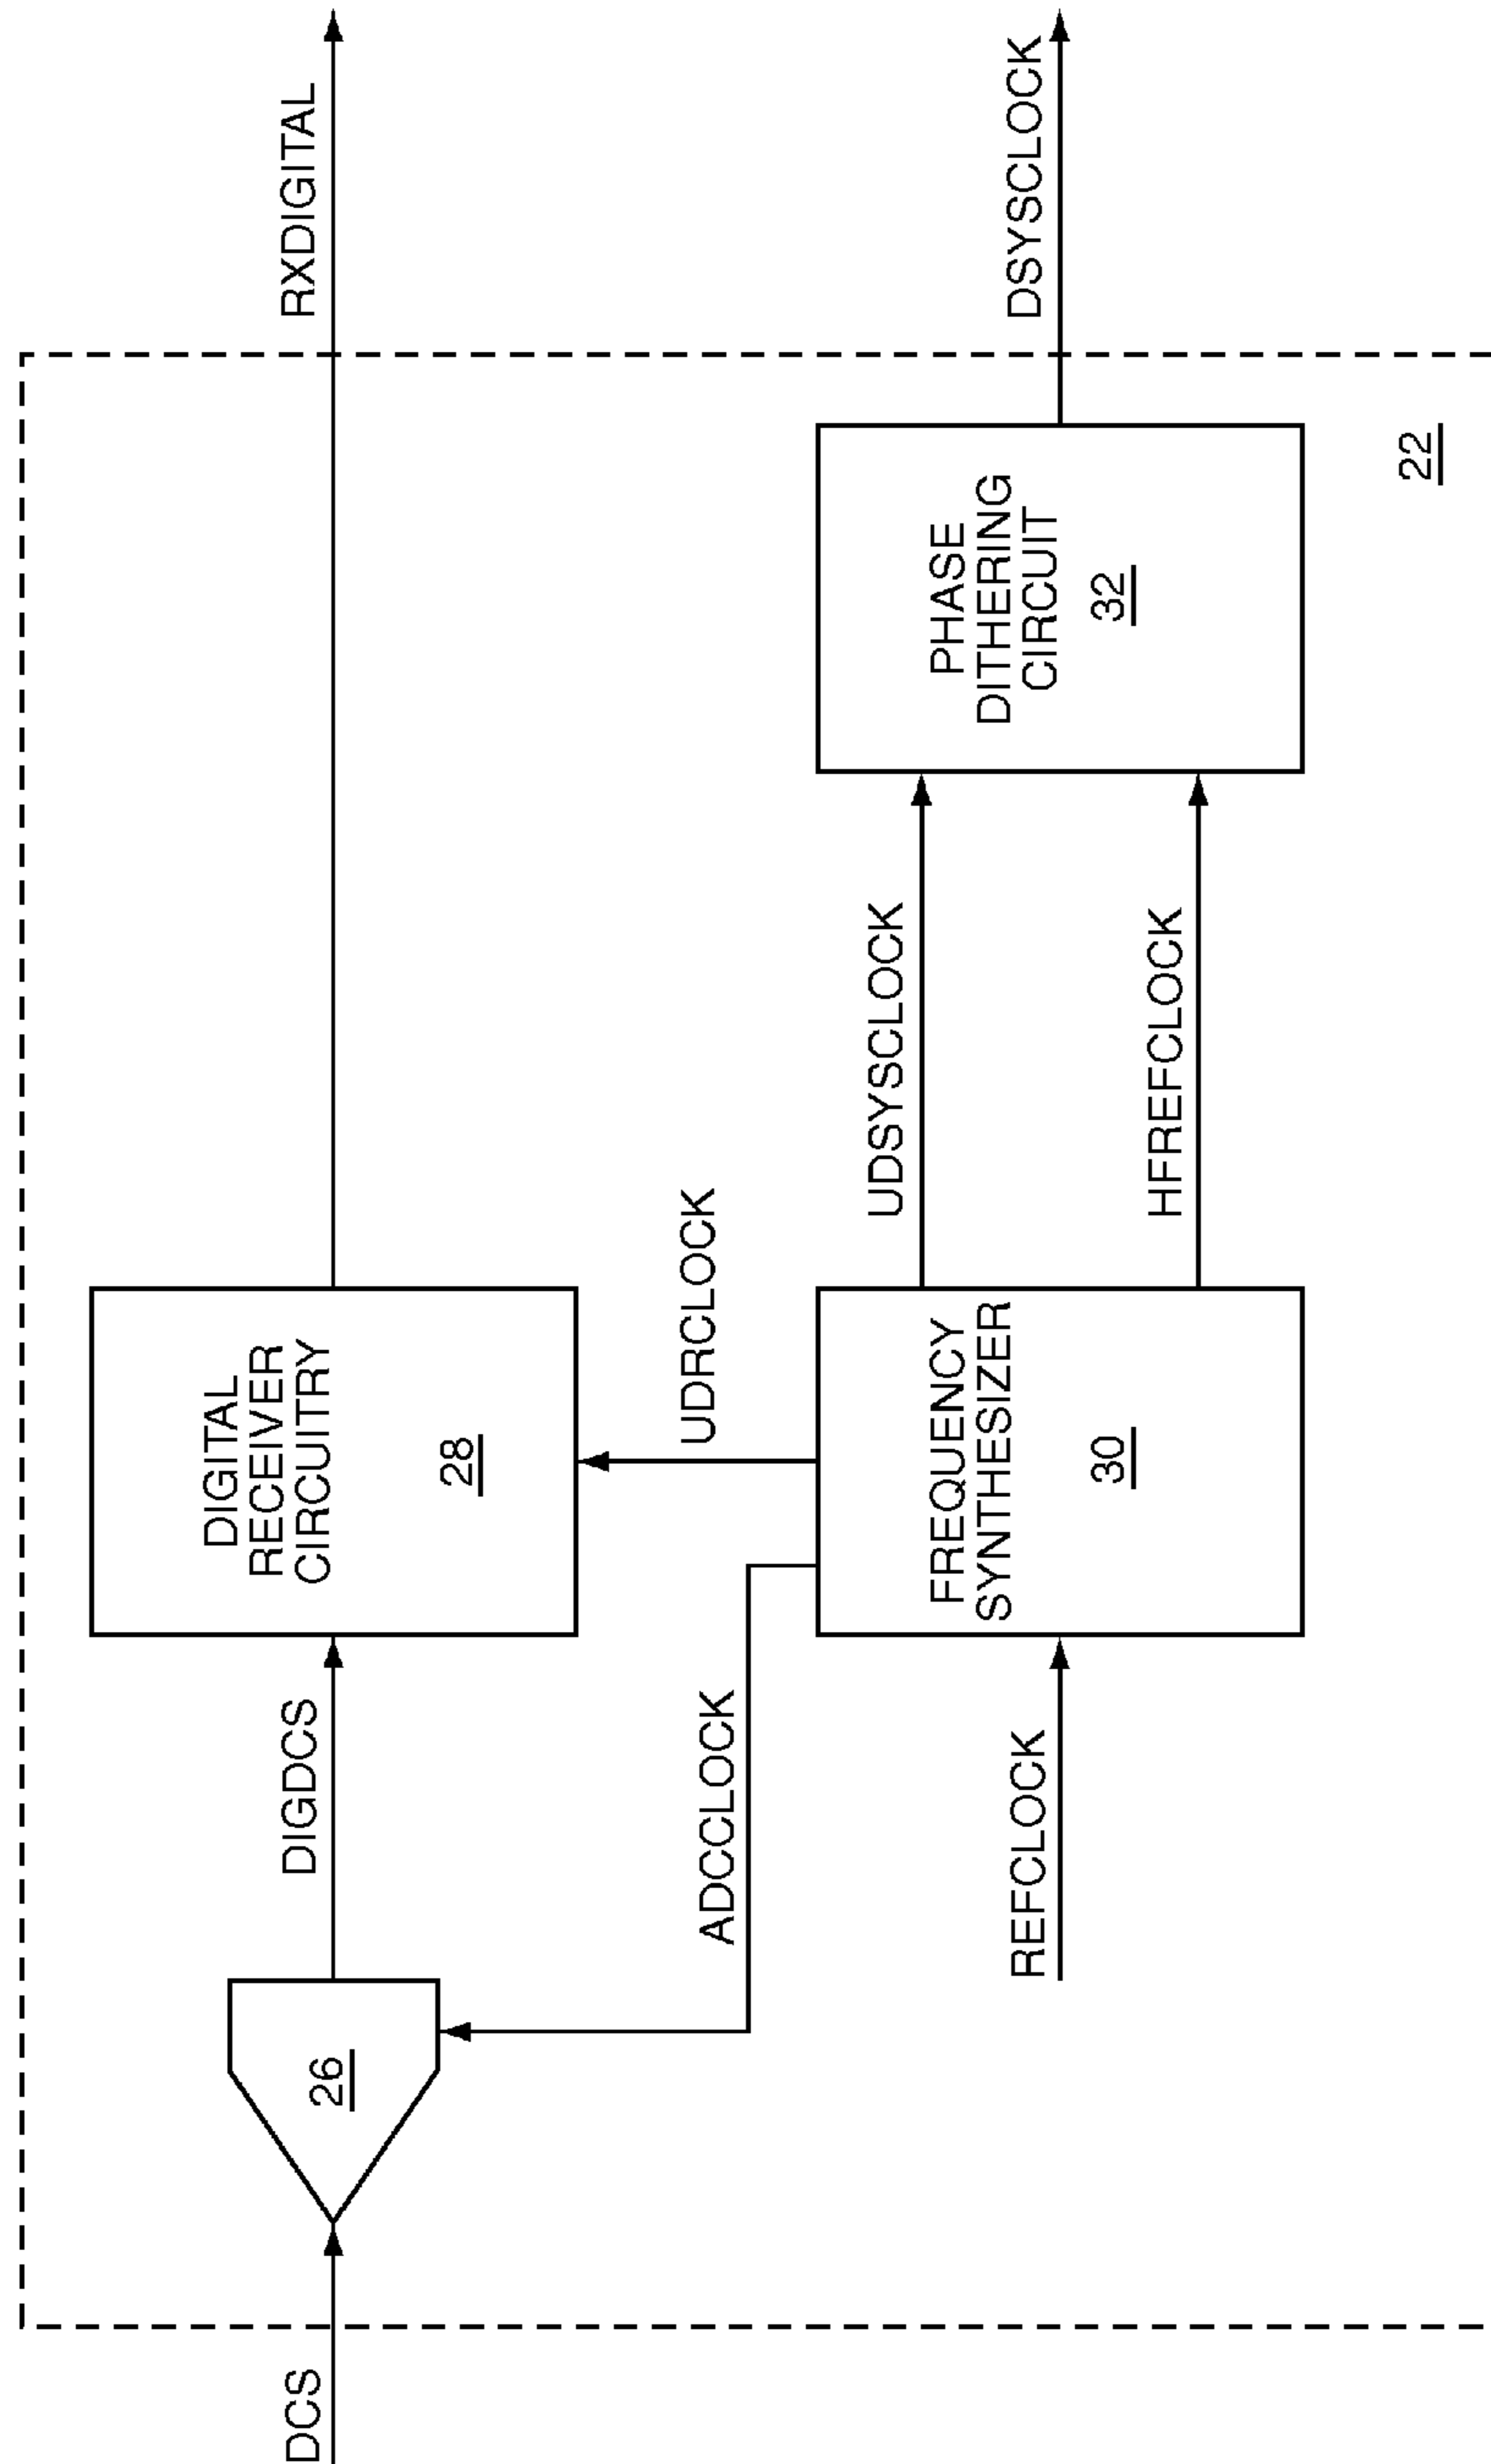 DCS
26
DIGDCS
DIGITAL
RECEIVER
CIRCUITRY
28
RXDIGITAL
ADCCLOCK
UDRCLOCK
REFCLOCK
FREQUENCY
SYNTHESIZER
30
UDSYSCLOCK
HFREFCLOCK
PHASE
DITHERING
CIRCUIT
32
DSYSCLOCK
22